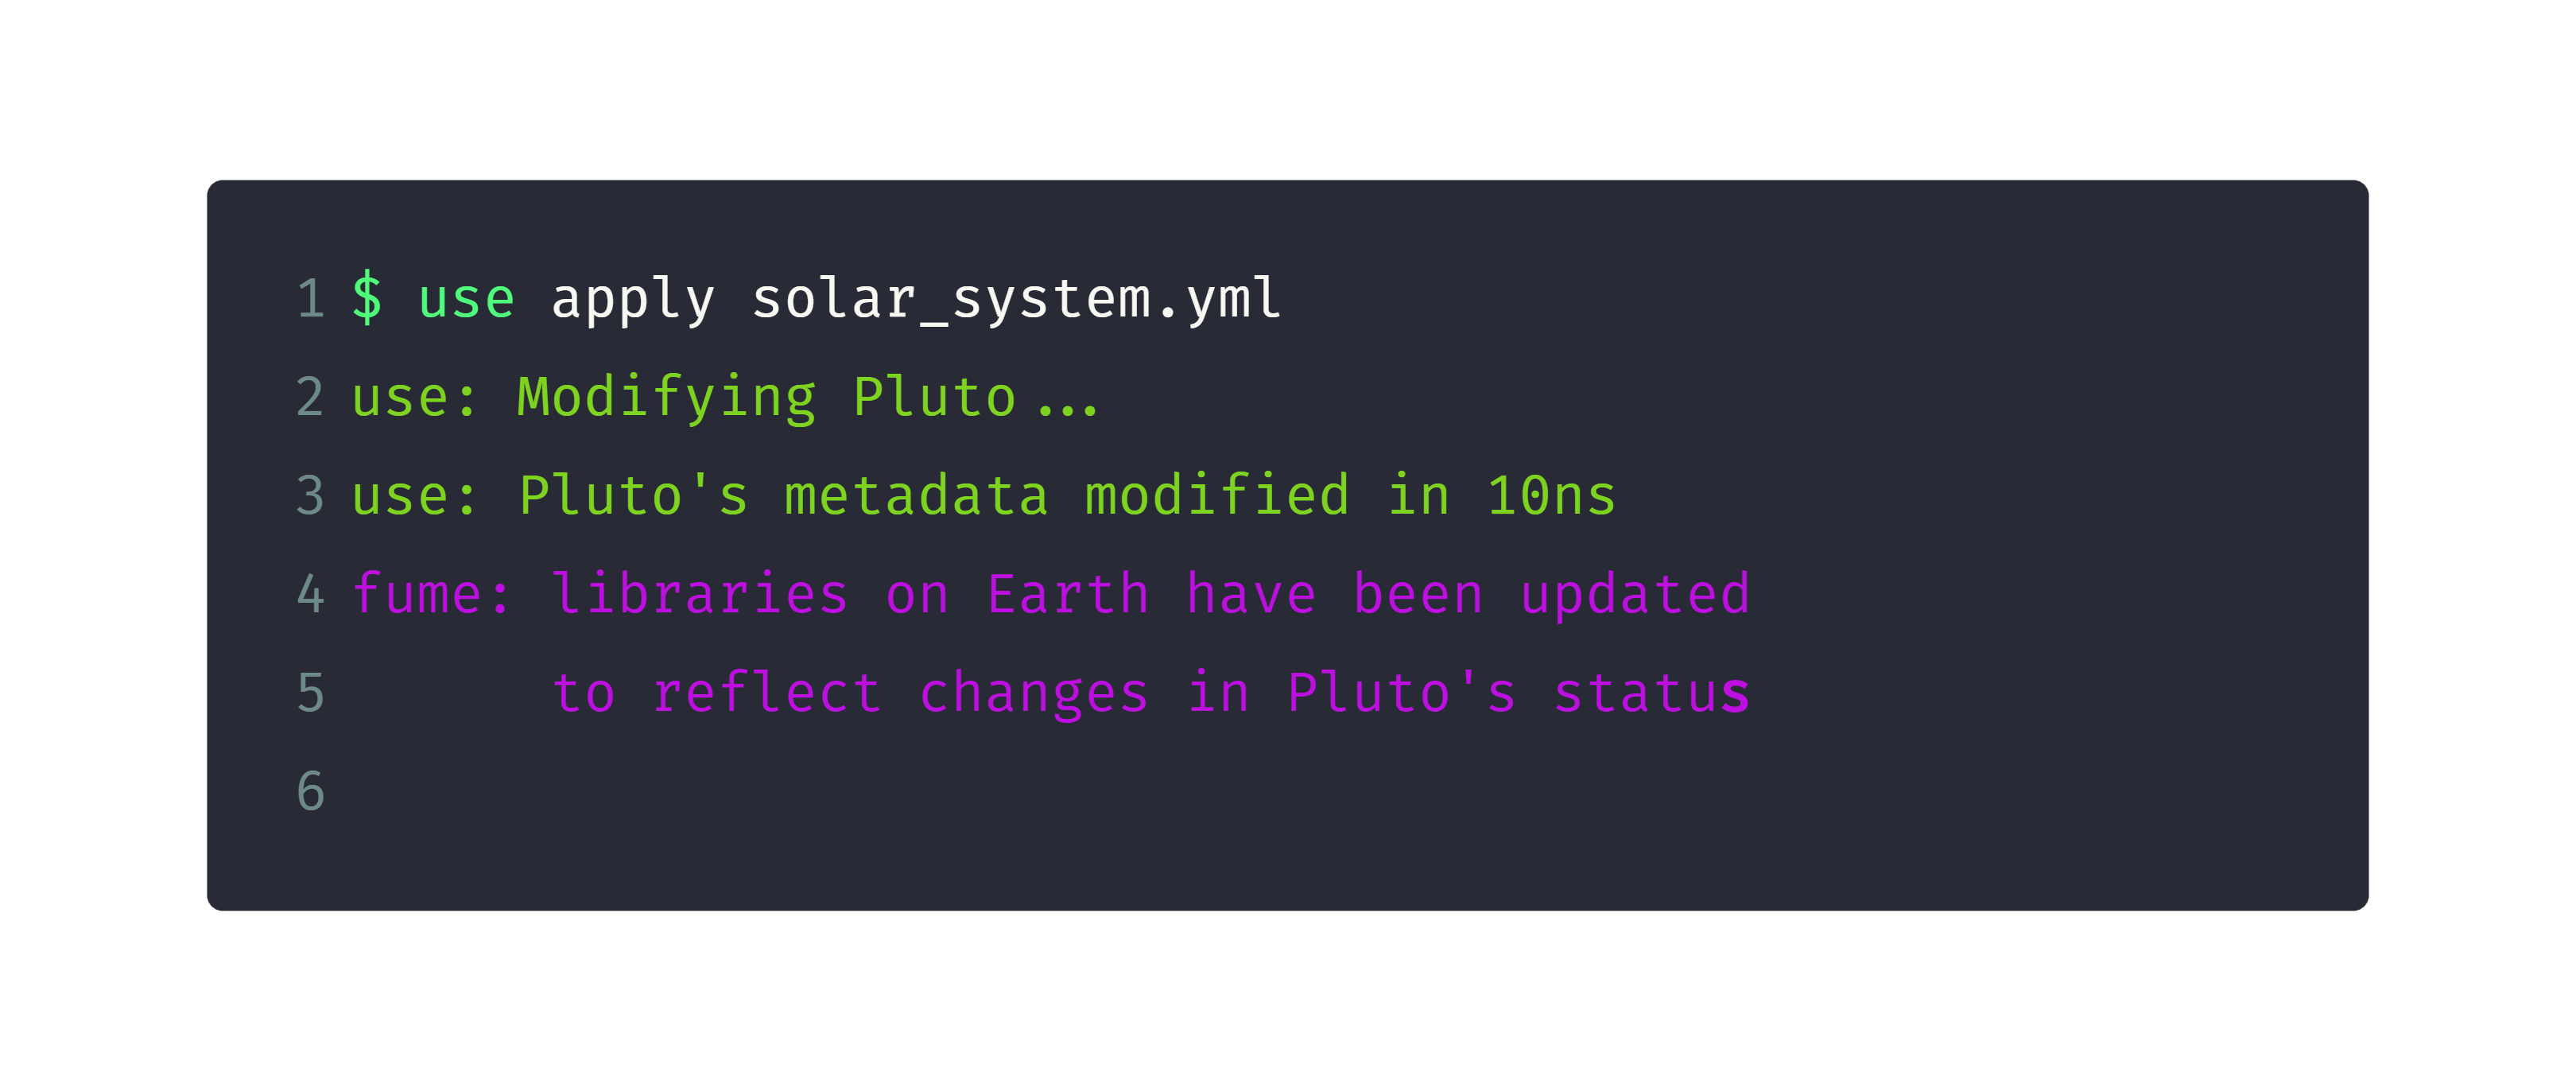 1 $ use apply solar_system.yml
2 use: Modifying Pluto...
3 use: Pluto's metadata modified in 10ns
4 fume: libraries on Earth have been updated
5       to reflect changes in Pluto's status
6